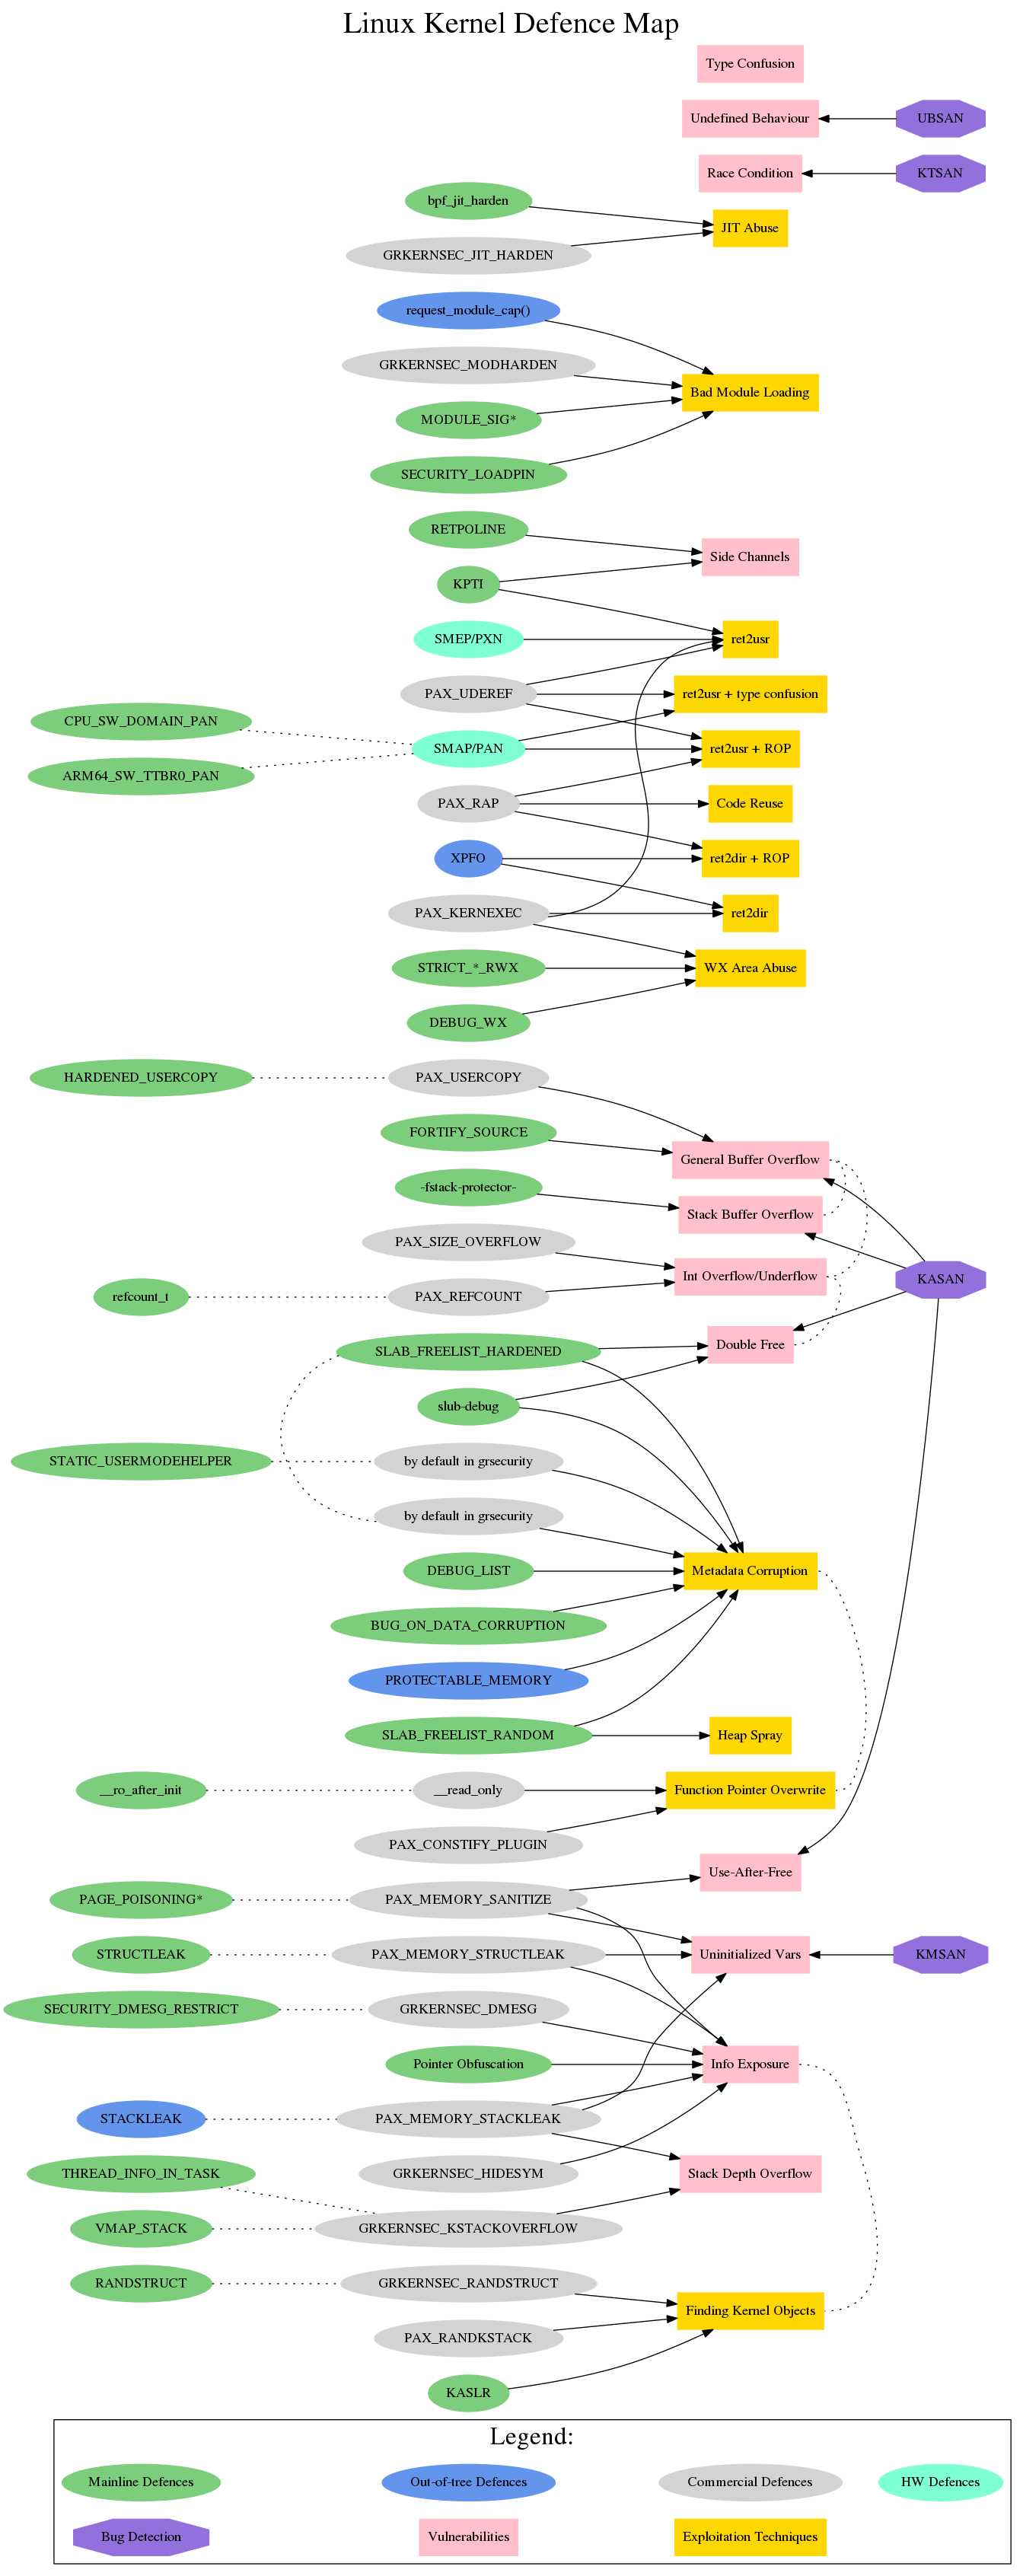 Linux Kernel Defence Map
Type Confusion
Undefined Behaviour
UBSAN
Race Condition
KTSAN
bpf_jit_harden
JIT Abuse
GRKERNSEC_JIT_HARDEN
request_module_cap()
GRKERNSEC_MODHARDEN
Bad Module Loading
MODULE_SIG*
SECURITY_LOADPIN
RETPOLINE
Side Channels
KPTI
SMEP/PXN
ret2usr
PAX_UDEREF
ret2usr + type confusion
CPU_SW_DOMAIN_PAN
SMAP/PAN
ret2usr + ROP
ARM64_SW_TTBR0_PAN
PAX_RAP
Code Reuse
XPFO
ret2dir + ROP
PAX_KERNEXEC
ret2dir
STRICT_*_RWX
WX Area Abuse
DEBUG_WX
HARDENED_USERCOPY
PAX_USERCOPY
FORTIFY_SOURCE
General Buffer Overflow
-fstack-protector-
Stack Buffer Overflow
PAX_SIZE_OVERFLOW
Int Overflow/Underflow
KASAN
refcount_t
PAX_REFCOUNT
SLAB_FREELIST_HARDENED
Double Free
slub-debug
STATIC_USERMODEHELPER
by default in grsecurity
by default in grsecurity
DEBUG_LIST
Metadata Corruption
BUG_ON_DATA_CORRUPTION
PROTECTABLE_MEMORY
SLAB_FREELIST_RANDOM
Heap Spray
__ro_after_init
__read_only
Function Pointer Overwrite
PAX_CONSTIFY_PLUGIN
Use-After-Free
PAGE_POISONING*
PAX_MEMORY_SANITIZE
STRUCTLEAK
PAX_MEMORY_STRUCTLEAK
Uninitialized Vars
KMSAN
SECURITY_DMESG_RESTRICT
GRKERNSEC_DMESG
Pointer Obfuscation
Info Exposure
STACKLEAK
PAX_MEMORY_STACKLEAK
THREAD_INFO_IN_TASK
GRKERNSEC_HIDESYM
Stack Depth Overflow
VMAP_STACK
GRKERNSEC_KSTACKOVERFLOW
RANDSTRUCT
GRKERNSEC_RANDSTRUCT
Finding Kernel Objects
PAX_RANDKSTACK
KASLR
Legend:
Mainline Defences
Out-of-tree Defences
Commercial Defences
HW Defences
Bug Detection
Vulnerabilities
Exploitation Techniques